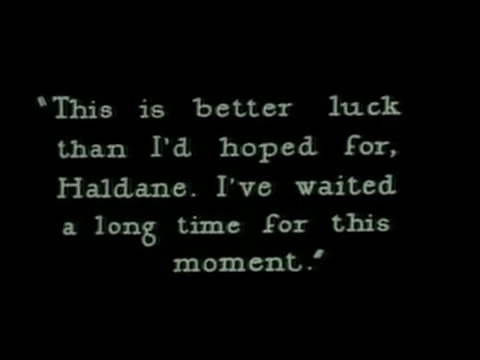 "This is better luck
than I'd hoped for,
Haldane. I've waited
a long time for this
moment."